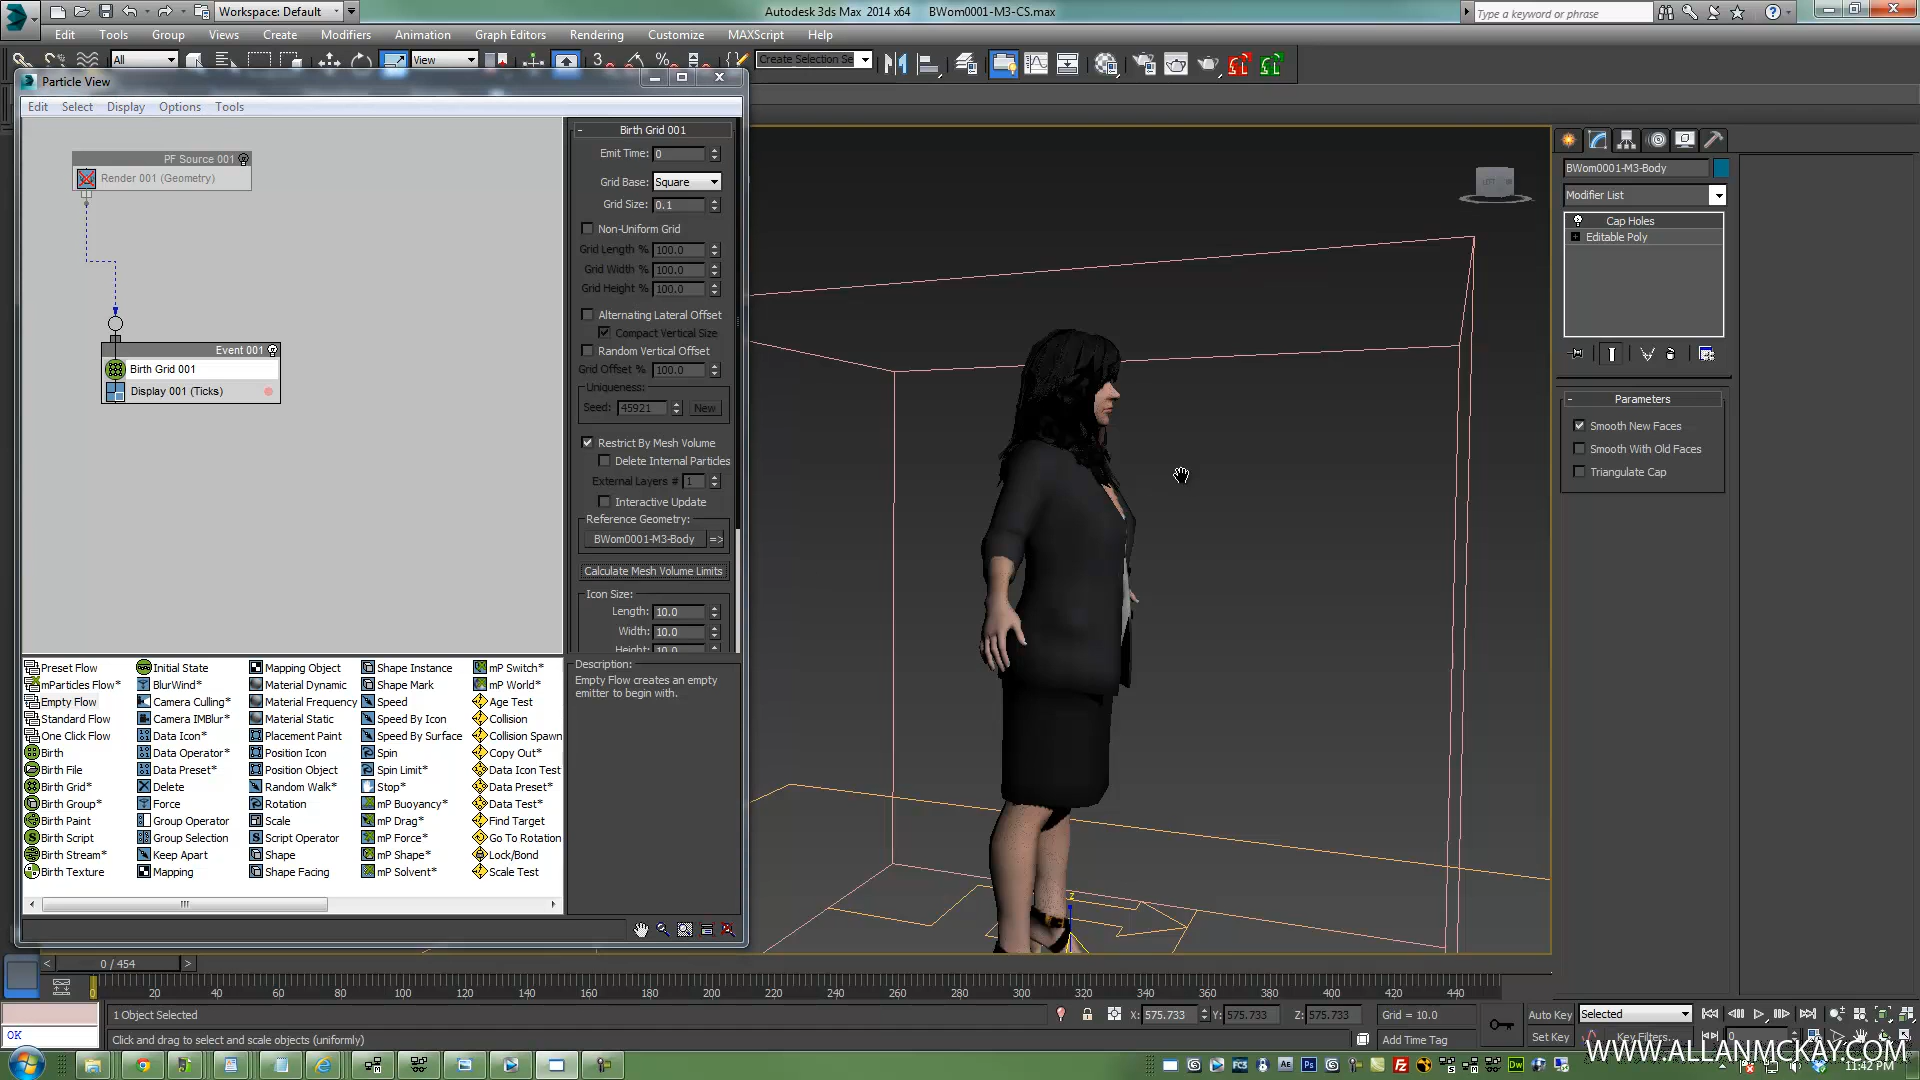 Workspace: Default
Autodesk 3ds Max 2014 x64 BWom0001-M3-CS.max
Type a keyword or phrase
Edit Tools Group Views Create Modifiers Animation Graph Editors Rendering Customize MAXScript Help
All View Create Selection Se
Particle View
Edit Select Display Options Tools
PF Source 001
Render 001 (Geometry)
Event 001
Birth Grid 001
Display 001 (Ticks)
Birth Grid 001
Emit Time: 0
Grid Base: Square
Grid Size: 0.1
Non-Uniform Grid
Grid Length % 100.0
Grid Width % 100.0
Grid Height % 100.0
Alternating Lateral Offset
Compact Vertical Size
Random Vertical Offset
Grid Offset % 100.0
Uniqueness:
Seed: 45921 New
Restrict By Mesh Volume
Delete Internal Particles
External Layers # 1
Interactive Update
Reference Geometry:
BWom0001-M3-Body =>
Calculate Mesh Volume Limits
Icon Size:
Length: 10.0
Width: 10.0
Height: 10.0
Description:
Empty Flow creates an empty
emitter to begin with.
Preset Flow Initial State Mapping Object Shape Instance mP Switch*
mParticles Flow* BlurWind* Material Dynamic Shape Mark mP World*
Empty Flow Camera Culling* Material Frequency Speed Age Test
Standard Flow Camera IMBlur* Material Static Speed By Icon Collision
One Click Flow Data Icon* Placement Paint Speed By Surface Collision Spawn
Birth Data Operator* Position Icon Spin Copy Out*
Birth File Data Preset* Position Object Spin Limit* Data Icon Test
Birth Grid* Delete Random Walk* Stop* Data Preset*
Birth Group* Force Rotation mP Buoyancy* Data Test*
Birth Paint Group Operator Scale mP Drag* Find Target
Birth Script Group Selection Script Operator mP Force* Go To Rotation
Birth Stream* Keep Apart Shape mP Shape* Lock/Bond
Birth Texture Mapping Shape Facing mP Solvent* Scale Test
LEFT
BWom0001-M3-Body
Modifier List
Cap Holes
Editable Poly
Parameters
Smooth New Faces
Smooth With Old Faces
Triangulate Cap
0 / 454
0 20 40 60 80 100 120 140 160 180 200 220 240 260 280 300 320 340 360 380 400 420 440
1 Object Selected X: 575.733 Y: 575.733 Z: 575.733 Grid = 10.0 Auto Key Selected
OK Click and drag to select and scale objects (uniformly) Add Time Tag Set Key Key Filters...
WWW.ALLANMCKAY.COM
11:42 PM